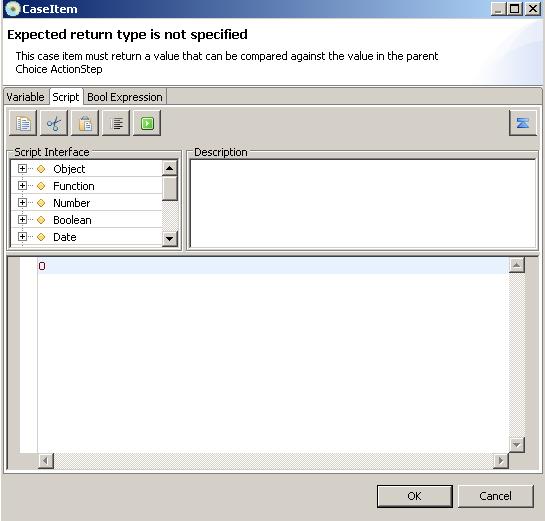 CaseItem
Expected return type is not specified
This case item must return a value that can be compared against the value in the parent
Choice ActionStep
Variable Script Bool Expression
Script Interface Description
Object
Function
Number
Boolean
Date
0
OK Cancel